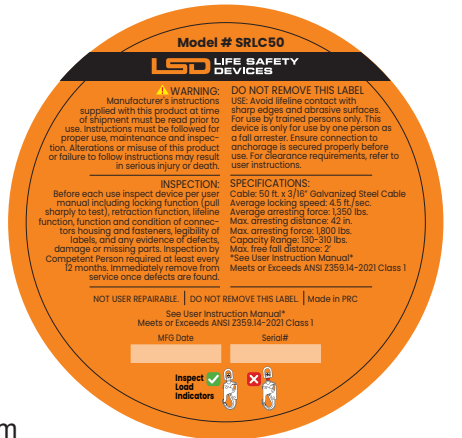 Model # SRLC50
LSD LIFE SAFETY
DEVICES
WARNING:
Manufacturer's instructions
supplied with this product at time
of shipment must be read prior to
use. Instructions must be followed for
proper use, maintenance and inspec-
tion. Alterations or misuse of this product
or failure to follow instructions may result
in serious injury or death.
DO NOT REMOVE THIS LABEL
USE: Avoid lifeline contact with
sharp edges and abrasive surfaces.
For use by trained persons only. This
device is only for use by one person as
a fall arrester. Ensure connection to
anchorage is secured properly before
use. For clearance requirements, refer to
user instructions.
INSPECTION:
Before each use inspect device per user
manual including locking function (pull
sharply to test), retraction function, lifeline
function, function and condition of connec-
tors housing and fasteners, legibility of
labels, and any evidence of defects,
damage or missing parts. Inspection by
Competent Person required at least every
12 months. Immediately remove from
service once defects are found.
SPECIFICATIONS:
Cable: 50 ft. x 3/16" Galvanized Steel Cable
Average locking speed: 4.5 ft./sec.
Average arresting force: 1,350 lbs.
Max. arresting distance: 42 in.
Max. arresting force: 1,800 lbs.
Capacity Range: 130-310 lbs.
Max. free fall distance: 2'
*See User Instruction Manual*
Meets or Exceeds ANSI Z359.14-2021 Class 1
NOT USER REPAIRABLE. | DO NOT REMOVE THIS LABEL | Made in PRC
See User Instruction Manual*
Meets or Exceeds ANSI Z359.14-2021 Class 1
MFG Date Serial#
Inspect
Load
Indicators
m